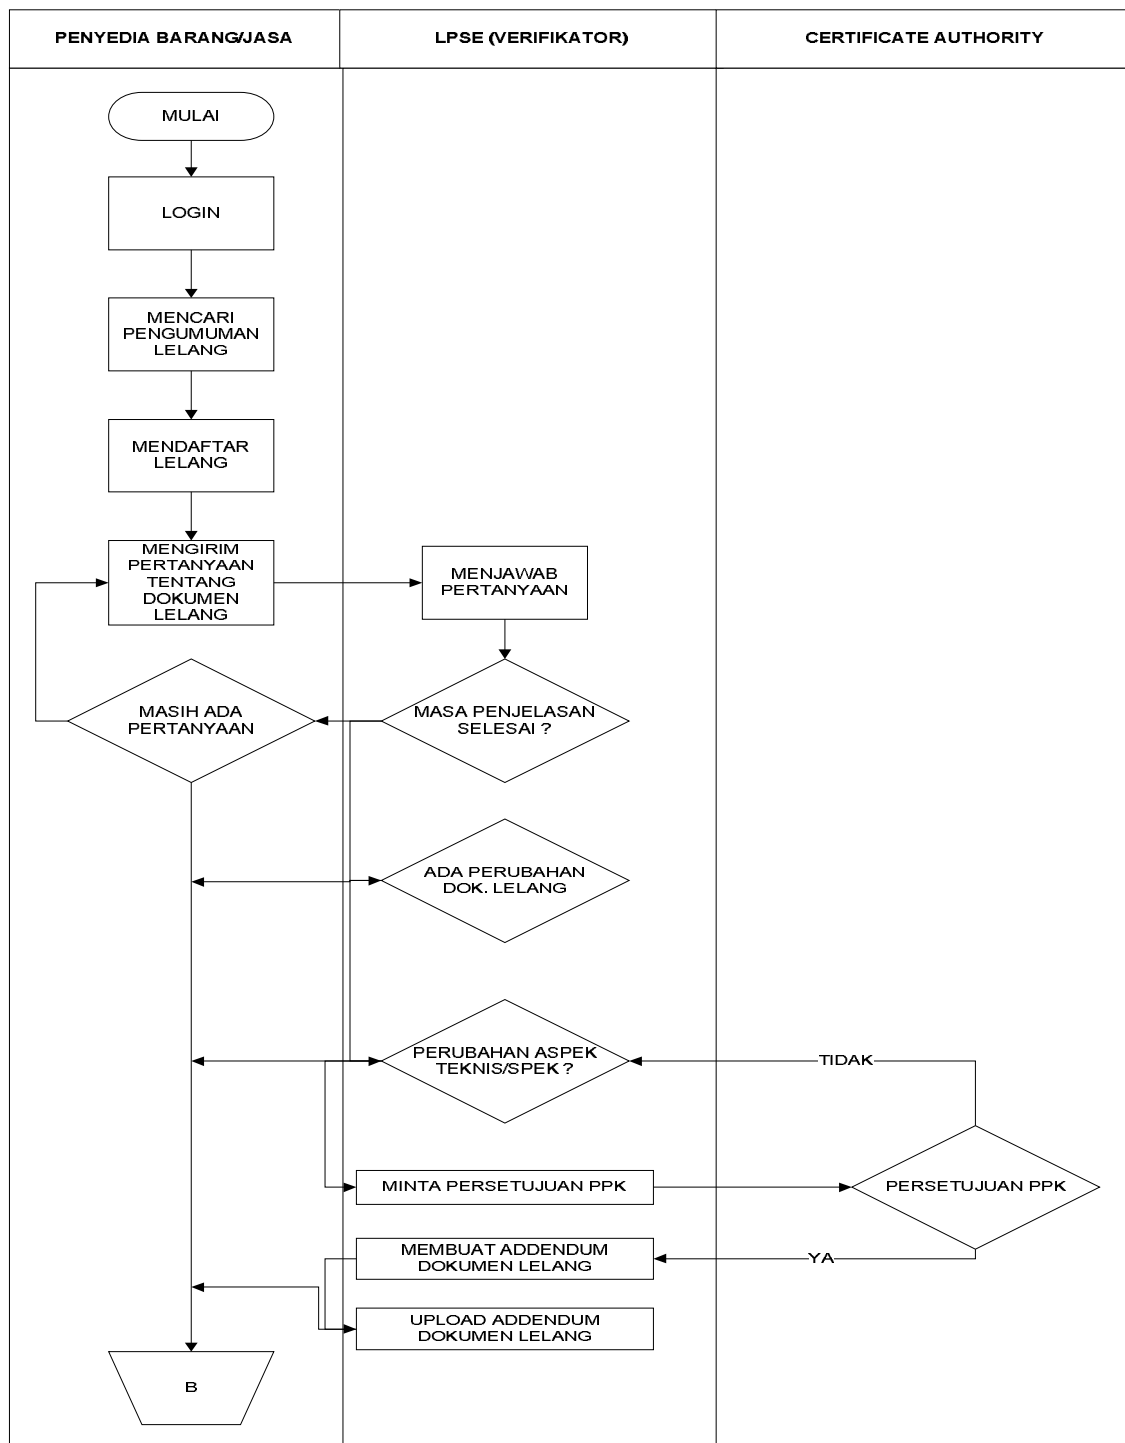 PENYEDIA BARANG/JASA
LPSE (VERIFIKATOR)
CERTIFICATE AUTHORITY
MULAI
LOGIN
MENCARI
PENGUMUMAN
LELANG
MENDAFTAR
LELANG
MENGIRIM
PERTANYAAN
TENTANG
DOKUMEN
LELANG
MENJAWAB
PERTANYAAN
MASIH ADA
PERTANYAAN
MASA PENJELASAN
SELESAI ?
ADA PERUBAHAN
DOK. LELANG
PERUBAHAN ASPEK
TEKNIS/SPEK ?
TIDAK
MINTA PERSETUJUAN PPK
PERSETUJUAN PPK
MEMBUAT ADDENDUM
DOKUMEN LELANG
YA
UPLOAD ADDENDUM
DOKUMEN LELANG
B